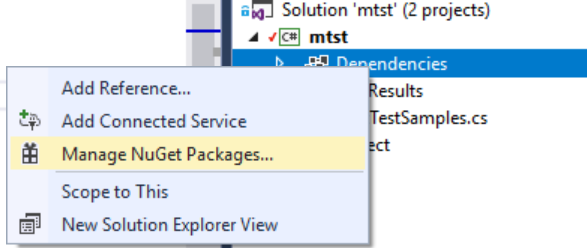 Solution 'mtst' (2 projects)
C# mtst
Dependencies
Results
TestSamples.cs
ect
Add Reference...
Add Connected Service
Manage NuGet Packages...
Scope to This
New Solution Explorer View